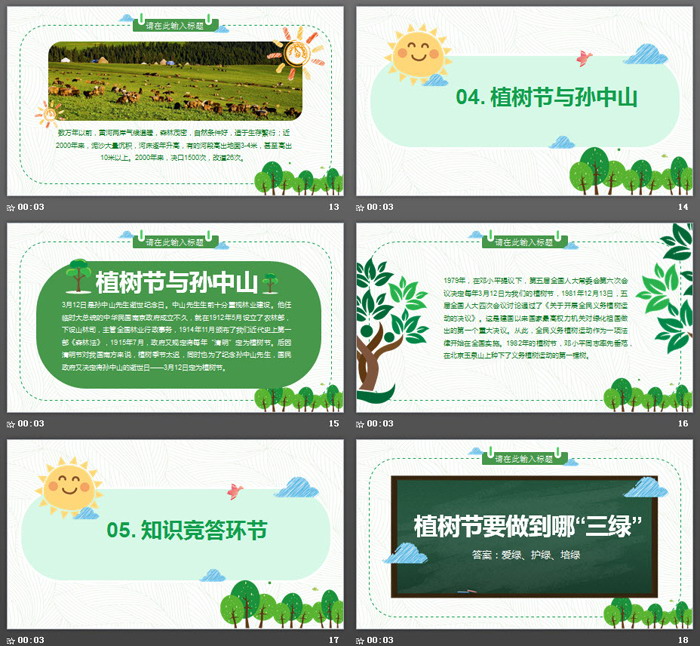 请在此输入标题
数万年以前，黄河两岸气候温暖，森林茂密，自然条件好，适于生存繁衍；近
2000年来，泥沙大量沉积，河床逐年升高，有的河段高出地面3-4米，甚至高出
10米以上。2000年来，决口1500次，改道26次。
00:03
13
04. 植树节与孙中山
00:03
14
请在此输入标题
植树节与孙中山
3月12日是孙中山先生逝世纪念日。中山先生生前十分重视林业建设。他任
临时大总统的中华民国南京政府成立不久，就在1912年5月设立了农林部，
下设山林司，主管全国林业行政事务，1914年11月颁布了我们近代史上第一
部《森林法》，1915年7月，政府又规定将每年“清明”定为植树节。后因
清明节对我国南方来说，植树季节太迟，同时也为了纪念孙中山先生，国民
政府又决定将孙中山的逝世日——3月12日定为植树节。
00:03
15
请在此输入标题
1979年，在邓小平提议下，第五届全国人大常委会第六次会
议决定每年3月12日为我们的植树节，1981年12月13日，五
届全国人大四次会议讨论通过了《关于开展全民义务植树运
动的决议》。这是建国以来国家最高权力机关对绿化祖国做
出的第一个重大决议。从此，全民义务植树运动作为一项法
律开始在全国实施。1982年的植树节，邓小平同志率先垂范，
在北京玉泉山上种下了义务植树运动的第一棵树。
00:03
16
05. 知识竞答环节
00:03
17
请在此输入标题
植树节要做到哪“三绿”
答案：爱绿、护绿、培绿
00:03
18